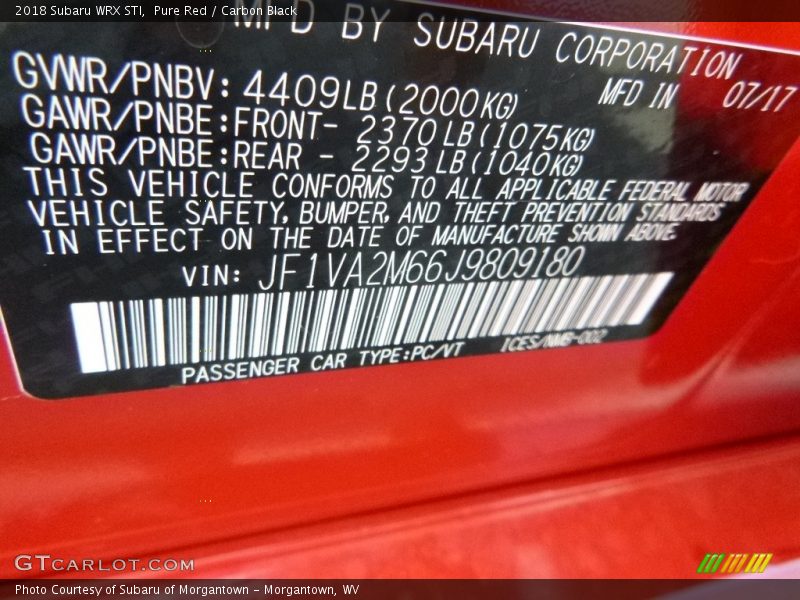 2018 Subaru WRX STI, Pure Red / Carbon Black
MFD BY SUBARU CORPORATION
GVWR/PNBV: 4409LB(2000KG) MFD IN 07/17
GAWR/PNBE:FRONT- 2370LB(1075KG)
GAWR/PNBE:REAR - 2293LB(1040KG)
THIS VEHICLE CONFORMS TO ALL APPLICABLE FEDERAL MOTOR
VEHICLE SAFETY, BUMPER, AND THEFT PREVENTION STANDARDS
IN EFFECT ON THE DATE OF MANUFACTURE SHOWN ABOVE.
VIN: JF1VA2M66J9809180
PASSENGER CAR TYPE:PC/VT ICES/NMB-002
GTCARLOT.COM
Photo Courtesy of Subaru of Morgantown - Morgantown, WV